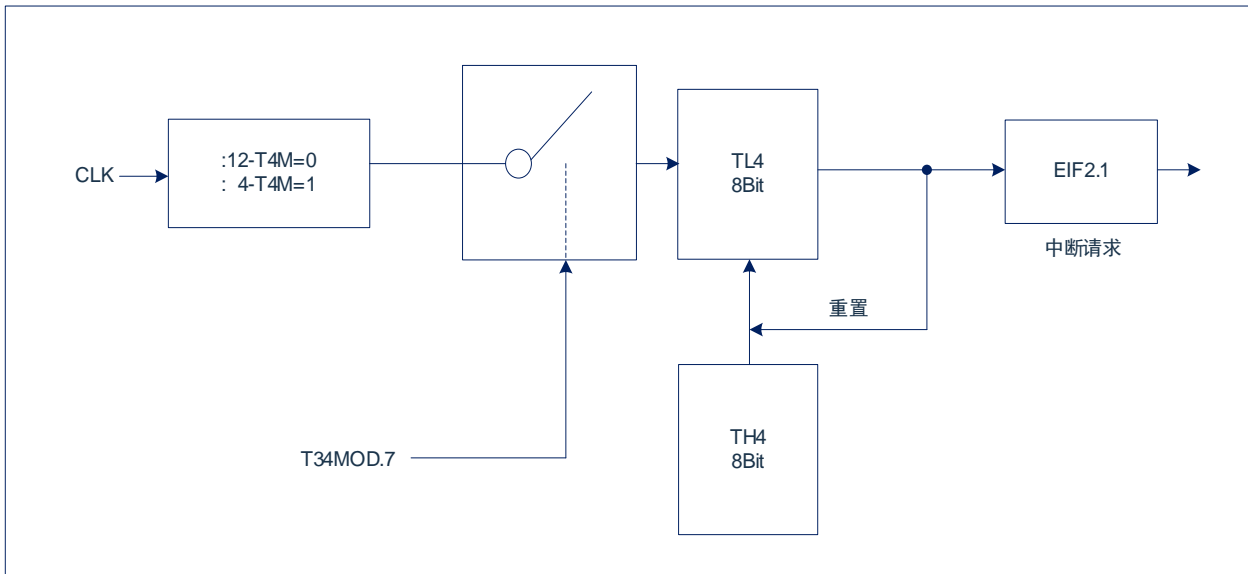 CLK
:12-T4M=0
: 4-T4M=1
TL4
8Bit
EIF2.1
中断请求
重置
TH4
8Bit
T34MOD.7